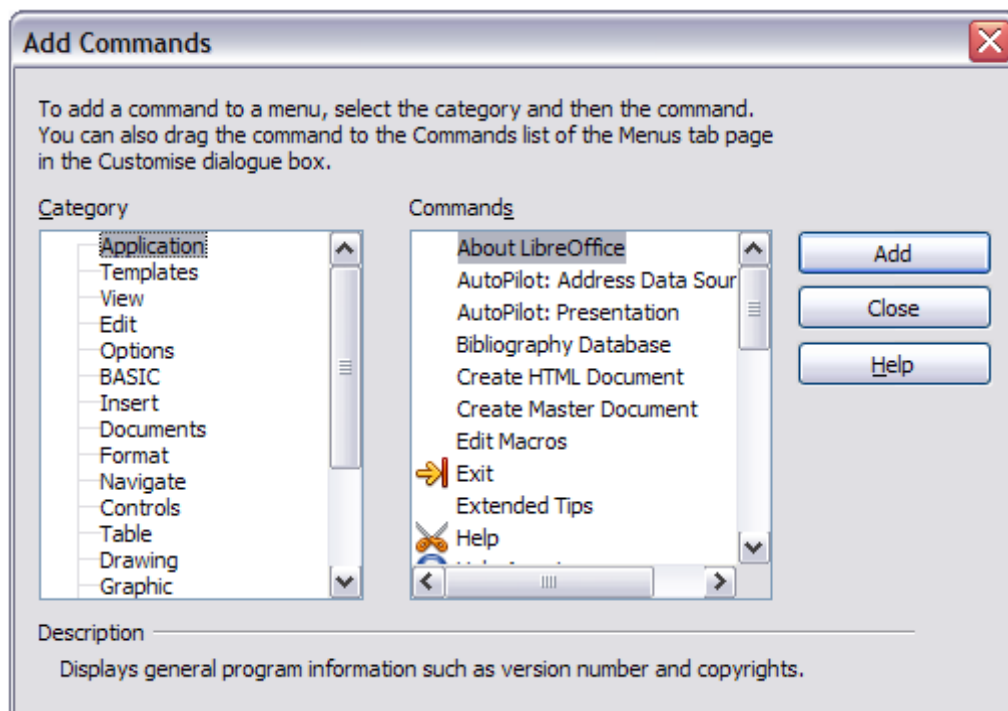 Add Commands
To add a command to a menu, select the category and then the command.
You can also drag the command to the Commands list of the Menus tab page
in the Customise dialogue box.
Category
Application
Templates
View
Edit
Options
BASIC
Insert
Documents
Format
Navigate
Controls
Table
Drawing
Graphic
Commands
About LibreOffice
AutoPilot: Address Data Sour
AutoPilot: Presentation
Bibliography Database
Create HTML Document
Create Master Document
Edit Macros
Exit
Extended Tips
Help
Add
Close
Help
Description
Displays general program information such as version number and copyrights.